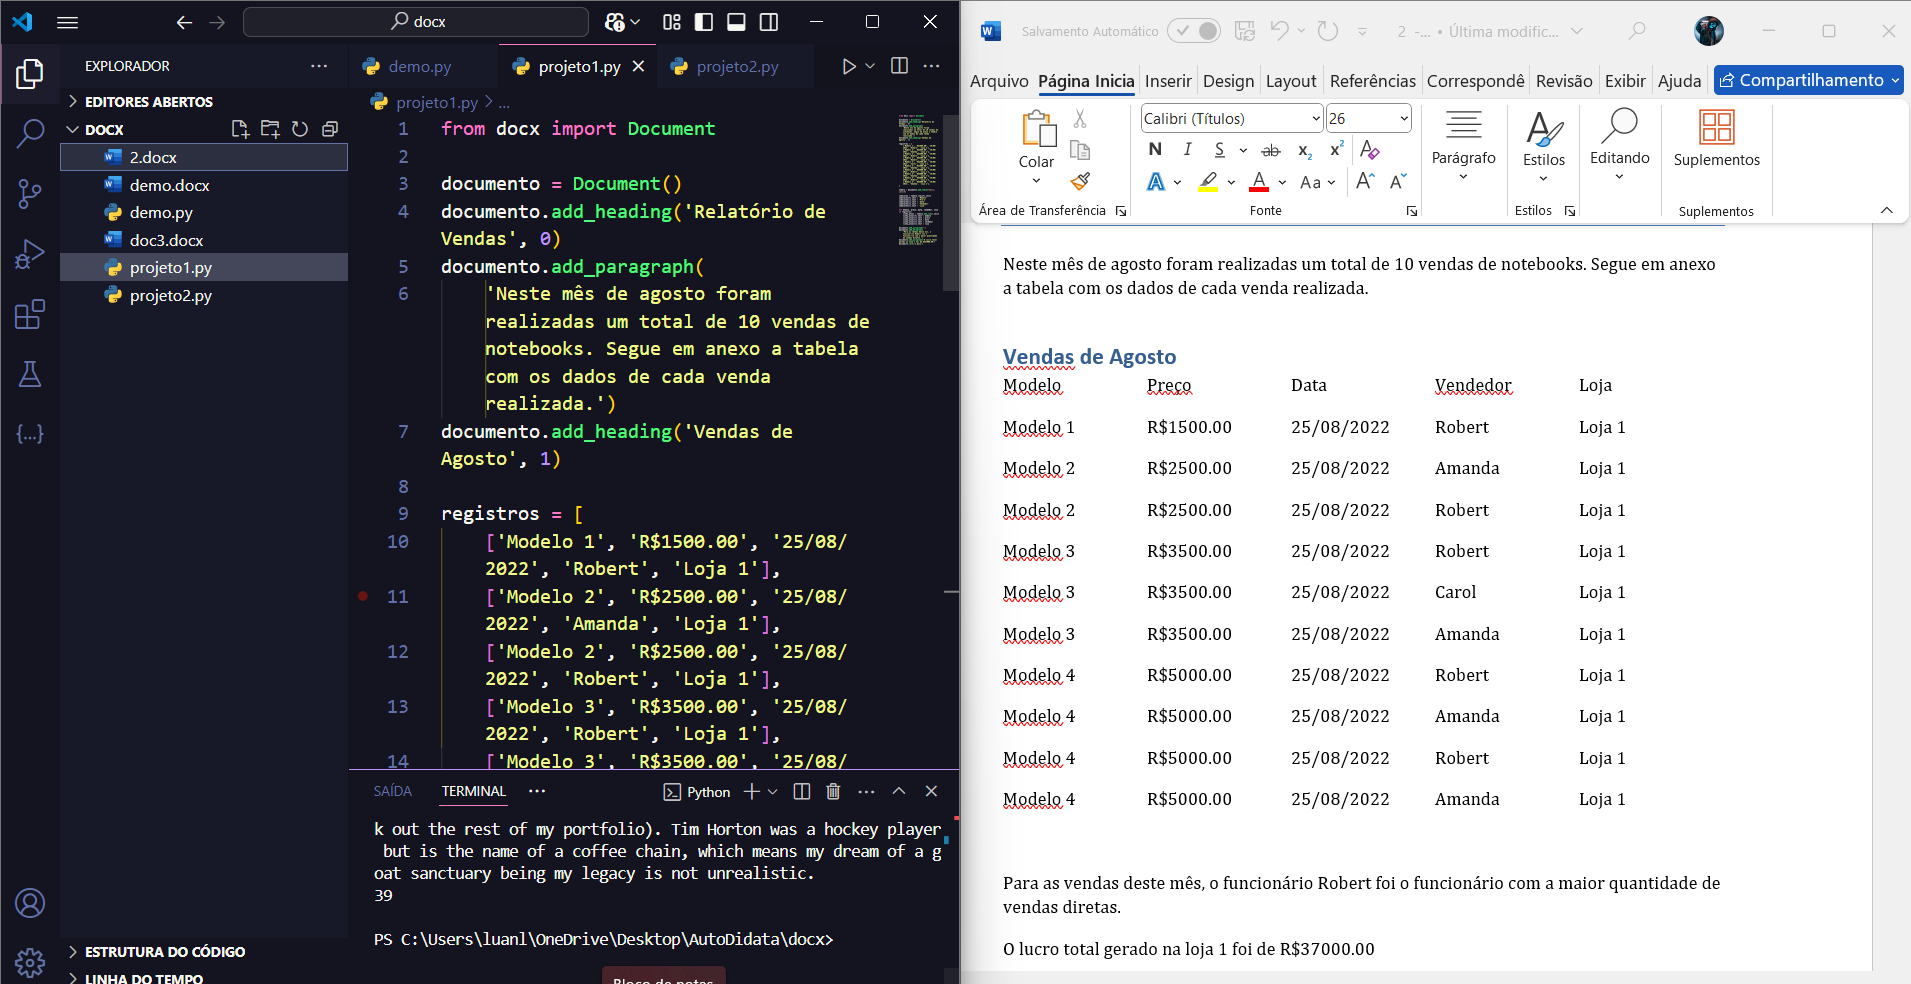 docx
EXPLORADOR
EDITORES ABERTOS
DOCX
2.docx
demo.docx
demo.py
doc3.docx
projeto1.py
projeto2.py
ESTRUTURA DO CÓDIGO
LINHA DO TEMPO
demo.py
projeto1.py
projeto2.py
projeto1.py > ...
1 from docx import Document
2
3 documento = Document()
4 documento.add_heading('Relatório de
Vendas', 0)
5 documento.add_paragraph(
6 'Neste mês de agosto foram
realizadas um total de 10 vendas de
notebooks. Segue em anexo a tabela
com os dados de cada venda
realizada.')
7 documento.add_heading('Vendas de
Agosto', 1)
8
9 registros = [
10 ['Modelo 1', 'R$1500.00', '25/08/
2022', 'Robert', 'Loja 1'],
11 ['Modelo 2', 'R$2500.00', '25/08/
2022', 'Amanda', 'Loja 1'],
12 ['Modelo 2', 'R$2500.00', '25/08/
2022', 'Robert', 'Loja 1'],
13 ['Modelo 3', 'R$3500.00', '25/08/
2022', 'Robert', 'Loja 1'],
14 ['Modelo 3', 'R$3500.00', '25/08/
SAÍDA TERMINAL ... Python
k out the rest of my portfolio). Tim Horton was a hockey player
but is the name of a coffee chain, which means my dream of a g
oat sanctuary being my legacy is not unrealistic.
39
PS C:\Users\luanl\OneDrive\Desktop\AutoDidata\docx>
Bloco de notas
Salvamento Automático 2 -... • Última modific...
Arquivo Página Inicia Inserir Design Layout Referências Correspondê Revisão Exibir Ajuda Compartilhamento
Colar
Área de Transferência
Calibri (Títulos) 26
N I S ab x₂ x² A
A A Aa A A
Fonte
Parágrafo
Estilos
Estilos
Editando
Suplementos
Suplementos
Neste mês de agosto foram realizadas um total de 10 vendas de notebooks. Segue em anexo
a tabela com os dados de cada venda realizada.
Vendas de Agosto
Modelo Preço Data Vendedor Loja
Modelo 1 R$1500.00 25/08/2022 Robert Loja 1
Modelo 2 R$2500.00 25/08/2022 Amanda Loja 1
Modelo 2 R$2500.00 25/08/2022 Robert Loja 1
Modelo 3 R$3500.00 25/08/2022 Robert Loja 1
Modelo 3 R$3500.00 25/08/2022 Carol Loja 1
Modelo 3 R$3500.00 25/08/2022 Amanda Loja 1
Modelo 4 R$5000.00 25/08/2022 Robert Loja 1
Modelo 4 R$5000.00 25/08/2022 Amanda Loja 1
Modelo 4 R$5000.00 25/08/2022 Robert Loja 1
Modelo 4 R$5000.00 25/08/2022 Amanda Loja 1
Para as vendas deste mês, o funcionário Robert foi o funcionário com a maior quantidade de
vendas diretas.
O lucro total gerado na loja 1 foi de R$37000.00